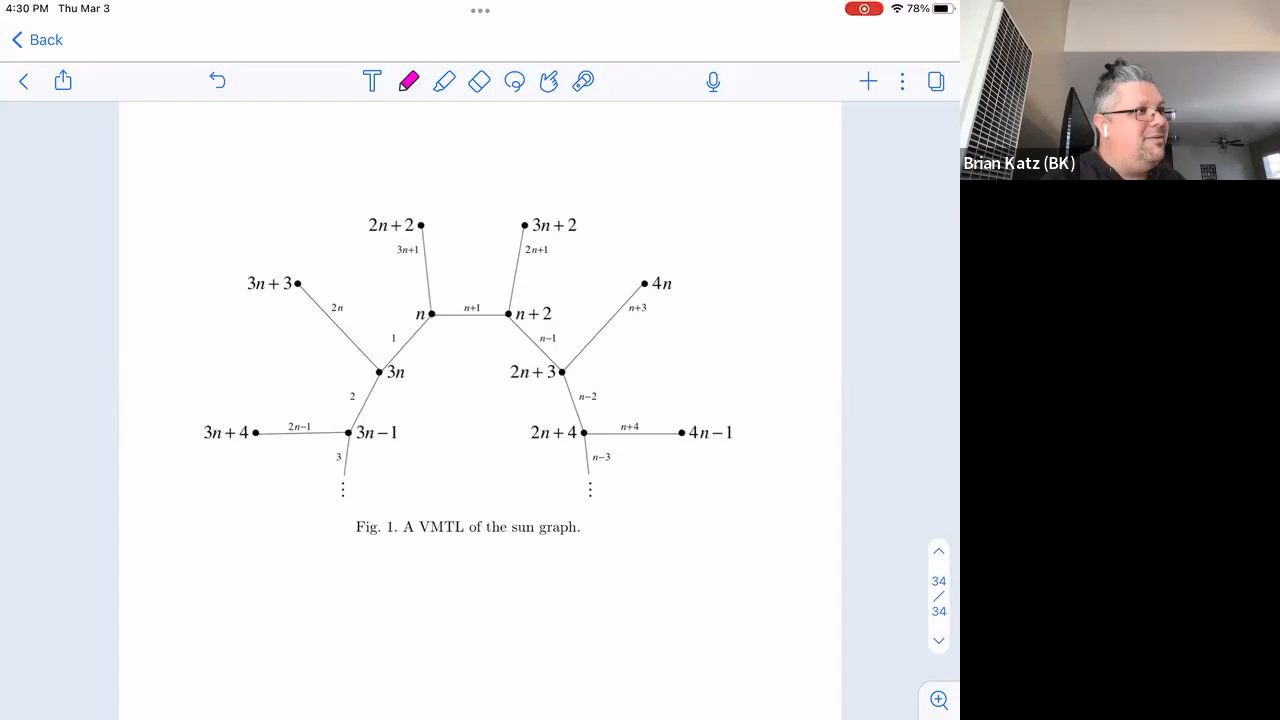 4:30 PM Thu Mar 3
78%
Back
T
Brian Katz (BK)
2n+2
3n+2
3n+1
2n+1
3n+3
4n
2n
n+1
n+3
n
n+2
1
n−1
3n
2n+3
2
n−2
3n+4
2n−1
3n−1
2n+4
n+4
4n−1
3
n−3
⋮
⋮
Fig. 1. A VMTL of the sun graph.
34
/
34